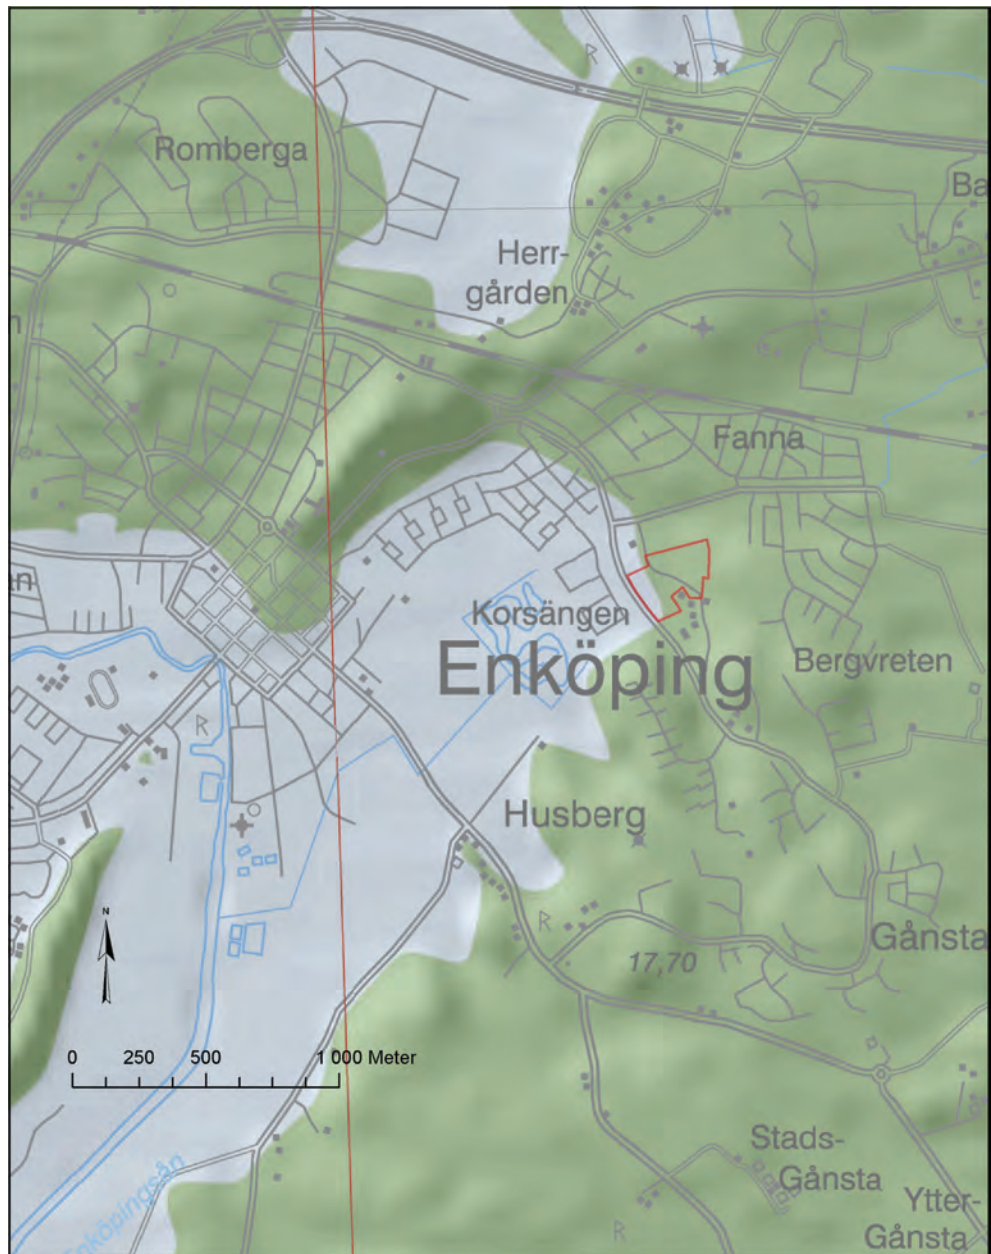 Romberga
Ba
Herr-
gården
n
Fanna
an
Korsängen
Enköping
Bergvreten
Husberg
N
Gånsta
17,70
0 250 500 1 000 Meter
Stads-
Gånsta
Enköpingsån
Ytter-
Gånsta
R
R
R
R